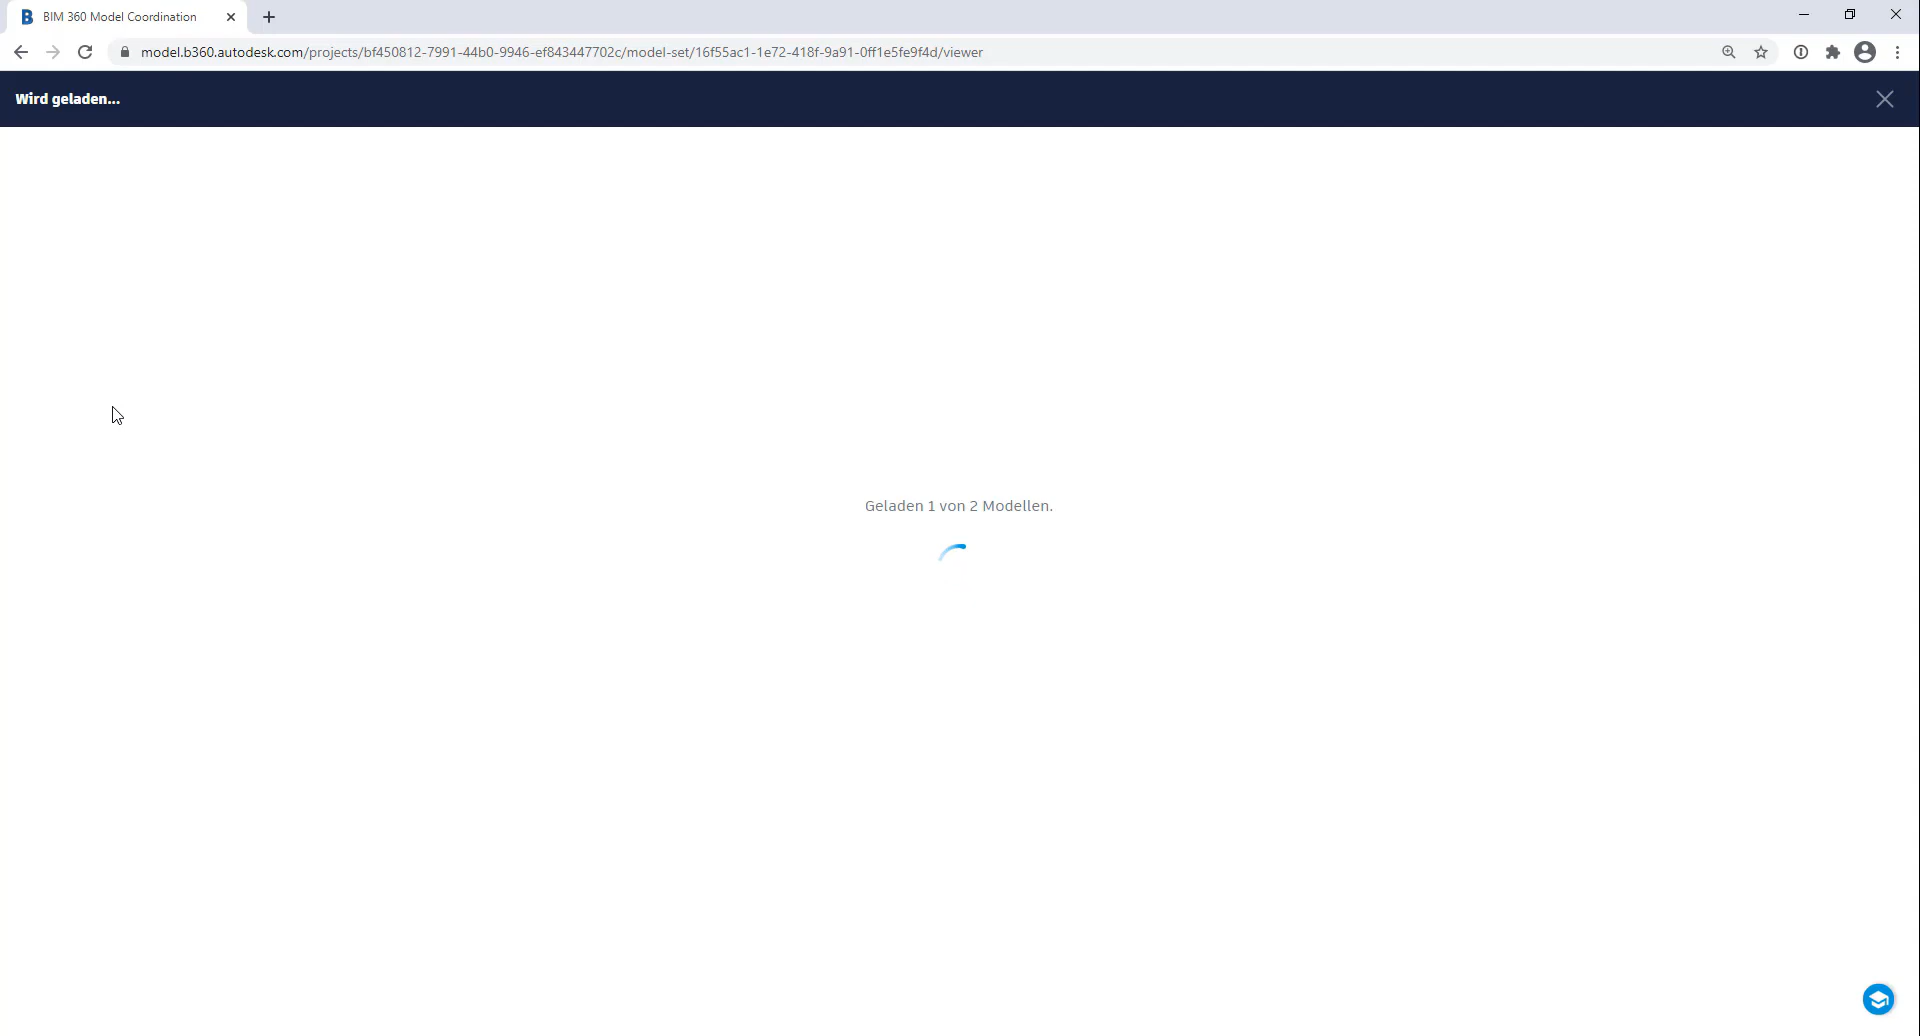 BIM 360 Model Coordination
model.b360.autodesk.com/projects/bf450812-7991-44b0-9946-ef843447702c/model-set/16f55ac1-1e72-418f-9a91-0ff1e5fe9f4d/viewer
Wird geladen...
Geladen 1 von 2 Modellen.